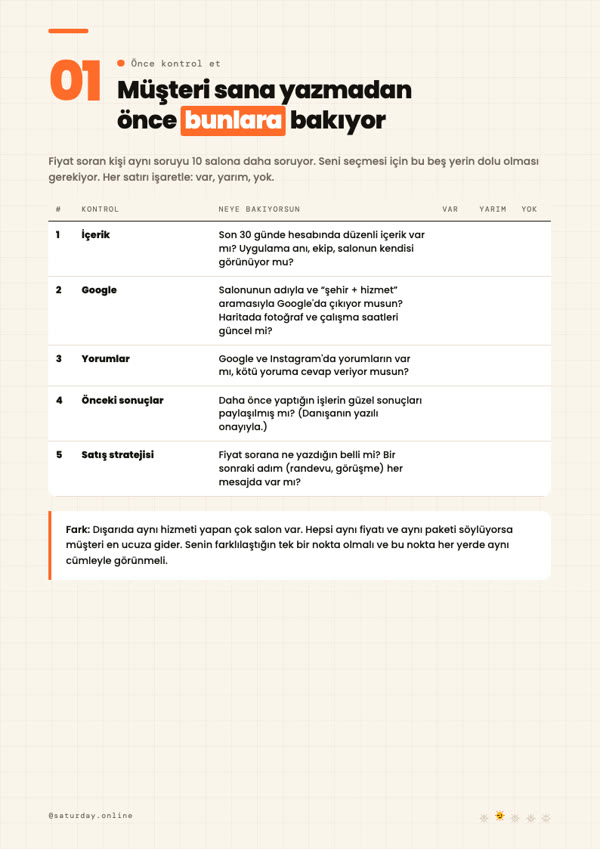 01
Önce kontrol et
Müşteri sana yazmadan
önce bunlara bakıyor
Fiyat soran kişi aynı soruyu 10 salona daha soruyor. Seni seçmesi için bu beş yerin dolu olması
gerekiyor. Her satırı işaretle: var, yarım, yok.
# KONTROL NEYE BAKIYORSUN VAR YARIM YOK
1 İçerik Son 30 günde hesabında düzenli içerik var
mı? Uygulama anı, ekip, salonun kendisi
görünüyor mu?
2 Google Salonunun adıyla ve “şehir + hizmet”
aramasıyla Google'da çıkıyor musun?
Haritada fotoğraf ve çalışma saatleri
güncel mi?
3 Yorumlar Google ve Instagram'da yorumların var
mı, kötü yoruma cevap veriyor musun?
4 Önceki sonuçlar Daha önce yaptığın işlerin güzel sonuçları
paylaşılmış mı? (Danışanın yazılı
onayıyla.)
5 Satış stratejisi Fiyat sorana ne yazdığın belli mi? Bir
sonraki adım (randevu, görüşme) her
mesajda var mı?
Fark: Dışarıda aynı hizmeti yapan çok salon var. Hepsi aynı fiyatı ve aynı paketi söylüyorsa
müşteri en ucuza gider. Senin farklılaştığın tek bir nokta olmalı ve bu nokta her yerde aynı
cümleyle görünmeli.
@saturday.online